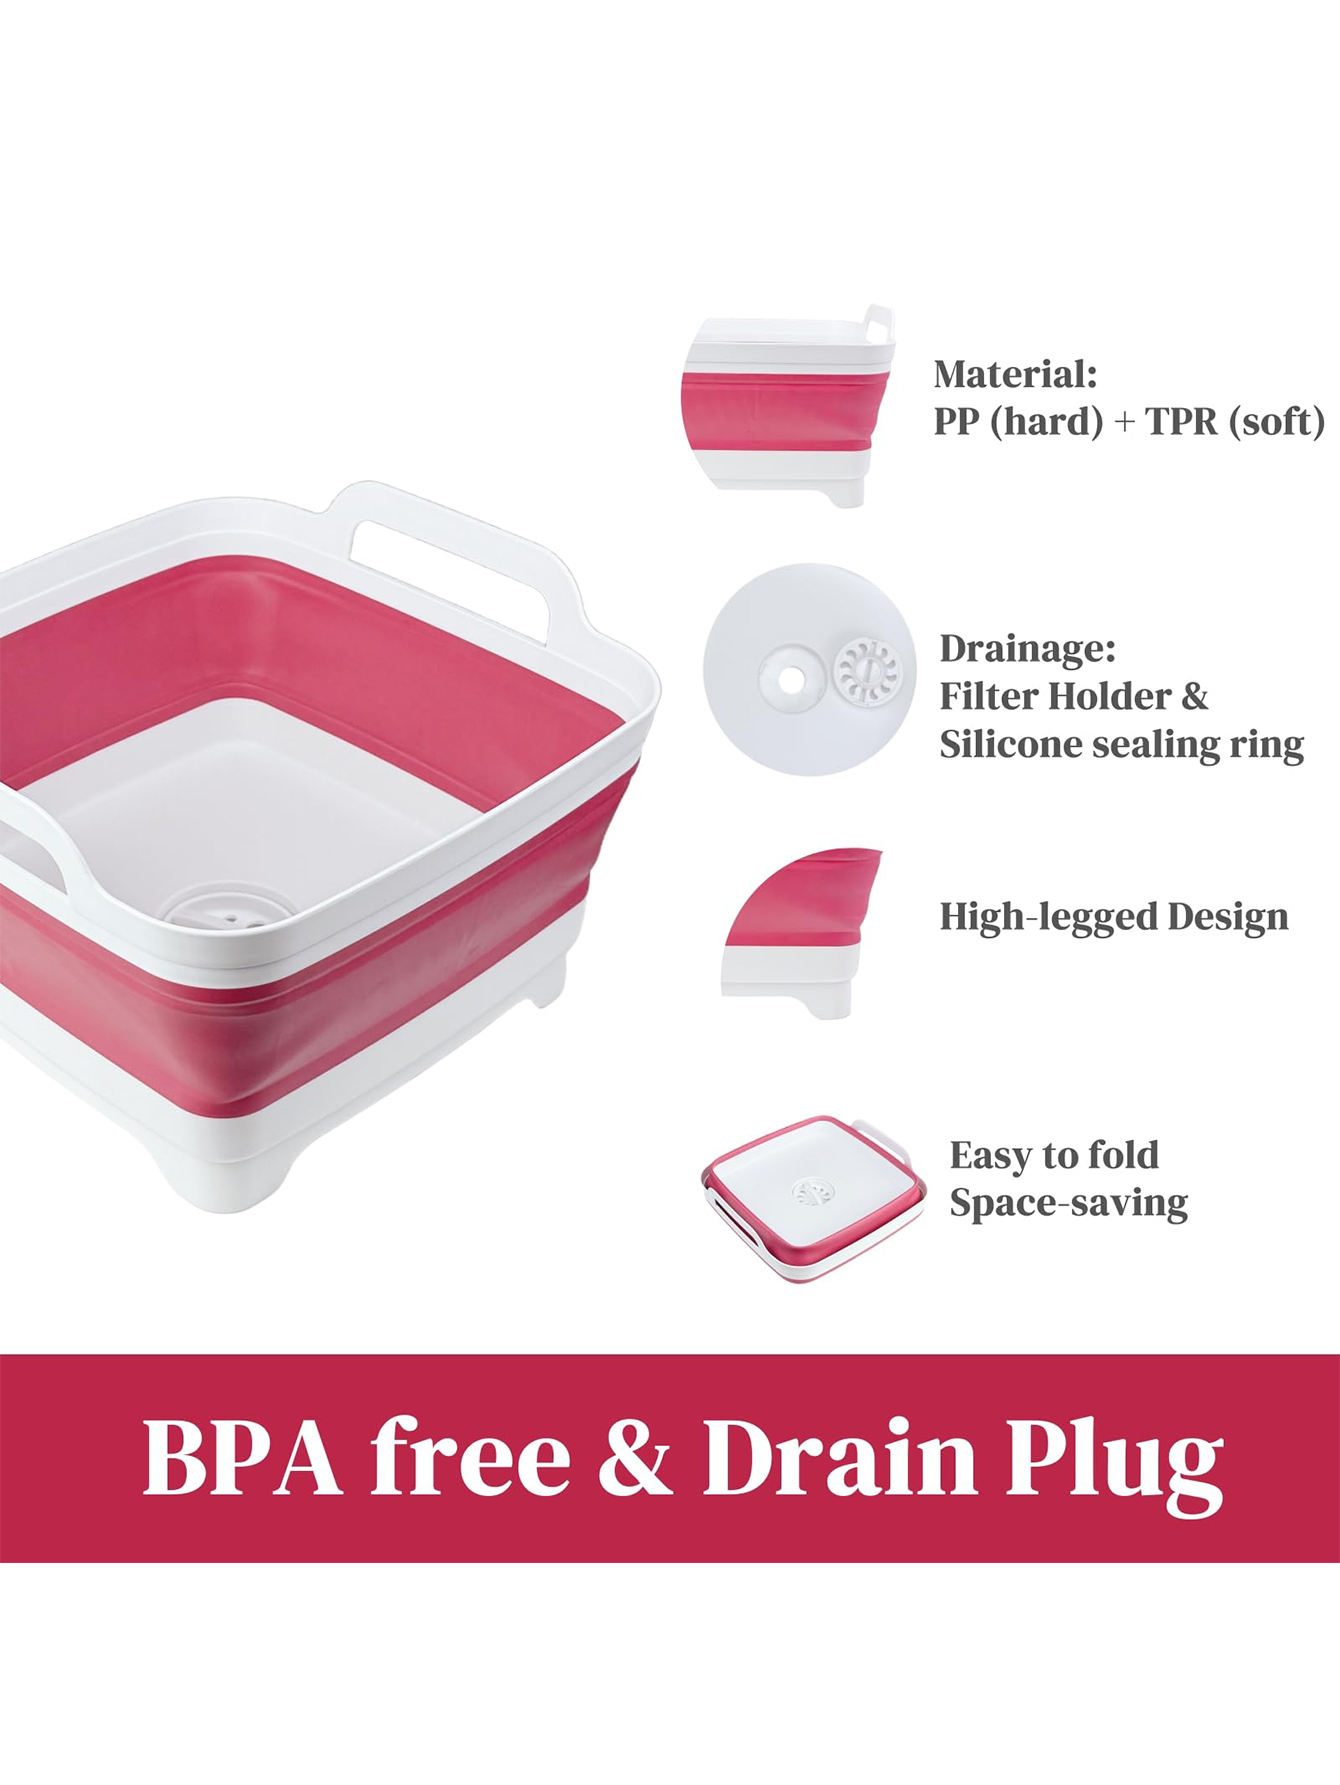 Material:
PP (hard) + TPR (soft)
Drainage:
Filter Holder &
Silicone sealing ring
High-legged Design
Easy to fold
Space-saving
BPA free & Drain Plug